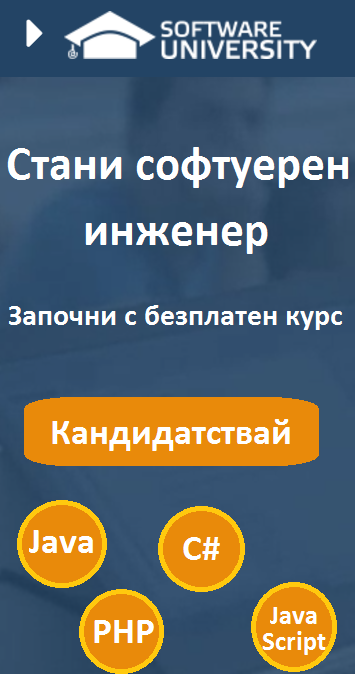 SOFTWARE
UNIVERSITY
Стани софтуерен
инженер
Започни с безплатен курс
Кандидатствай
Java
C#
PHP
Java
Script